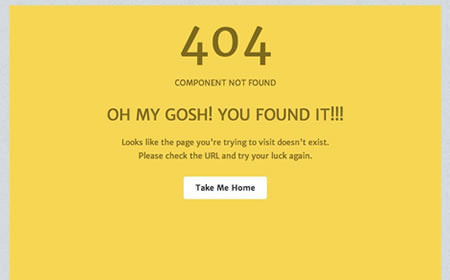 404
COMPONENT NOT FOUND
OH MY GOSH! YOU FOUND IT!!!
Looks like the page you're trying to visit doesn't exist.
Please check the URL and try your luck again.
Take Me Home